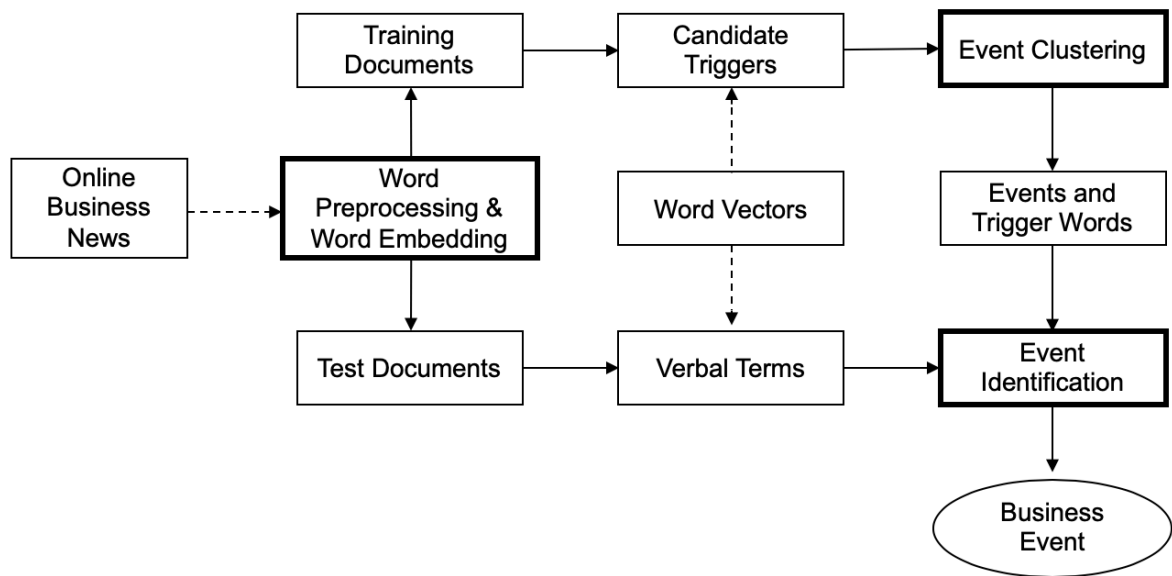 Training
Documents
Candidate
Triggers
Event Clustering
Online
Business
News
Word
Preprocessing &
Word Embedding
Word Vectors
Events and
Trigger Words
Test Documents
Verbal Terms
Event
Identification
Business
Event